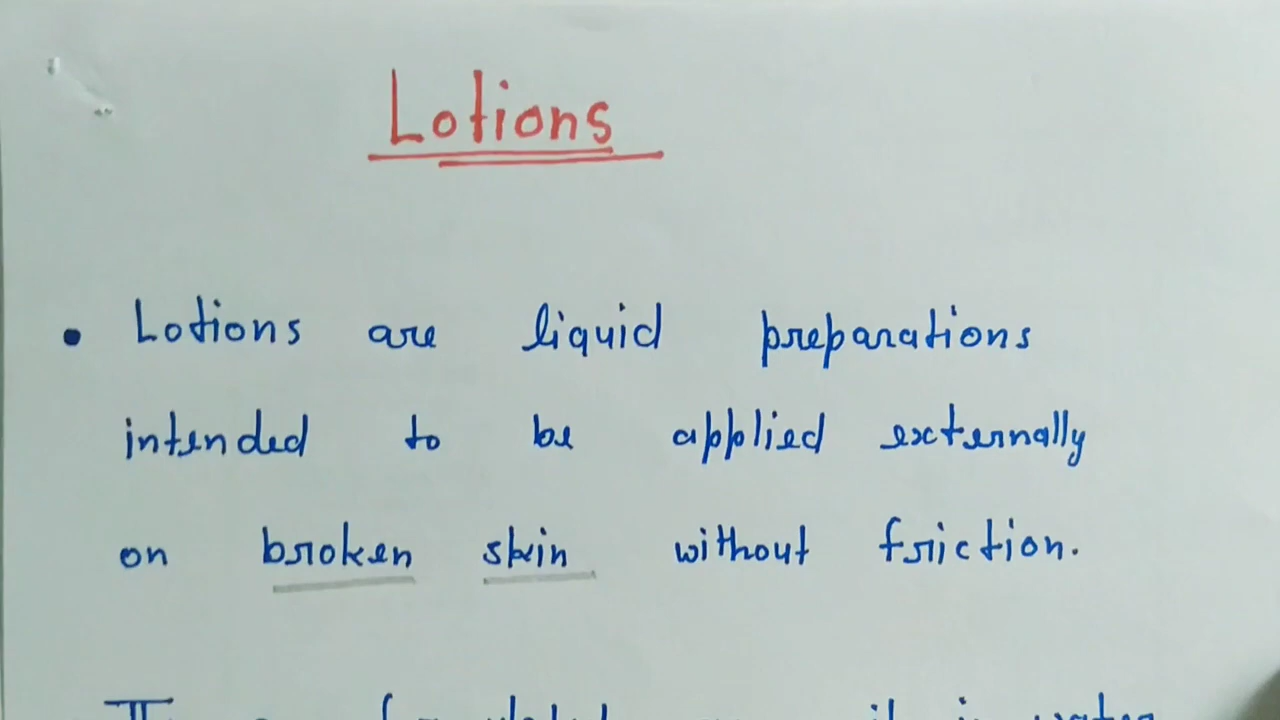 Lotions
• Lotions are liquid preparations
intended to be applied externally
on broken skin without friction.